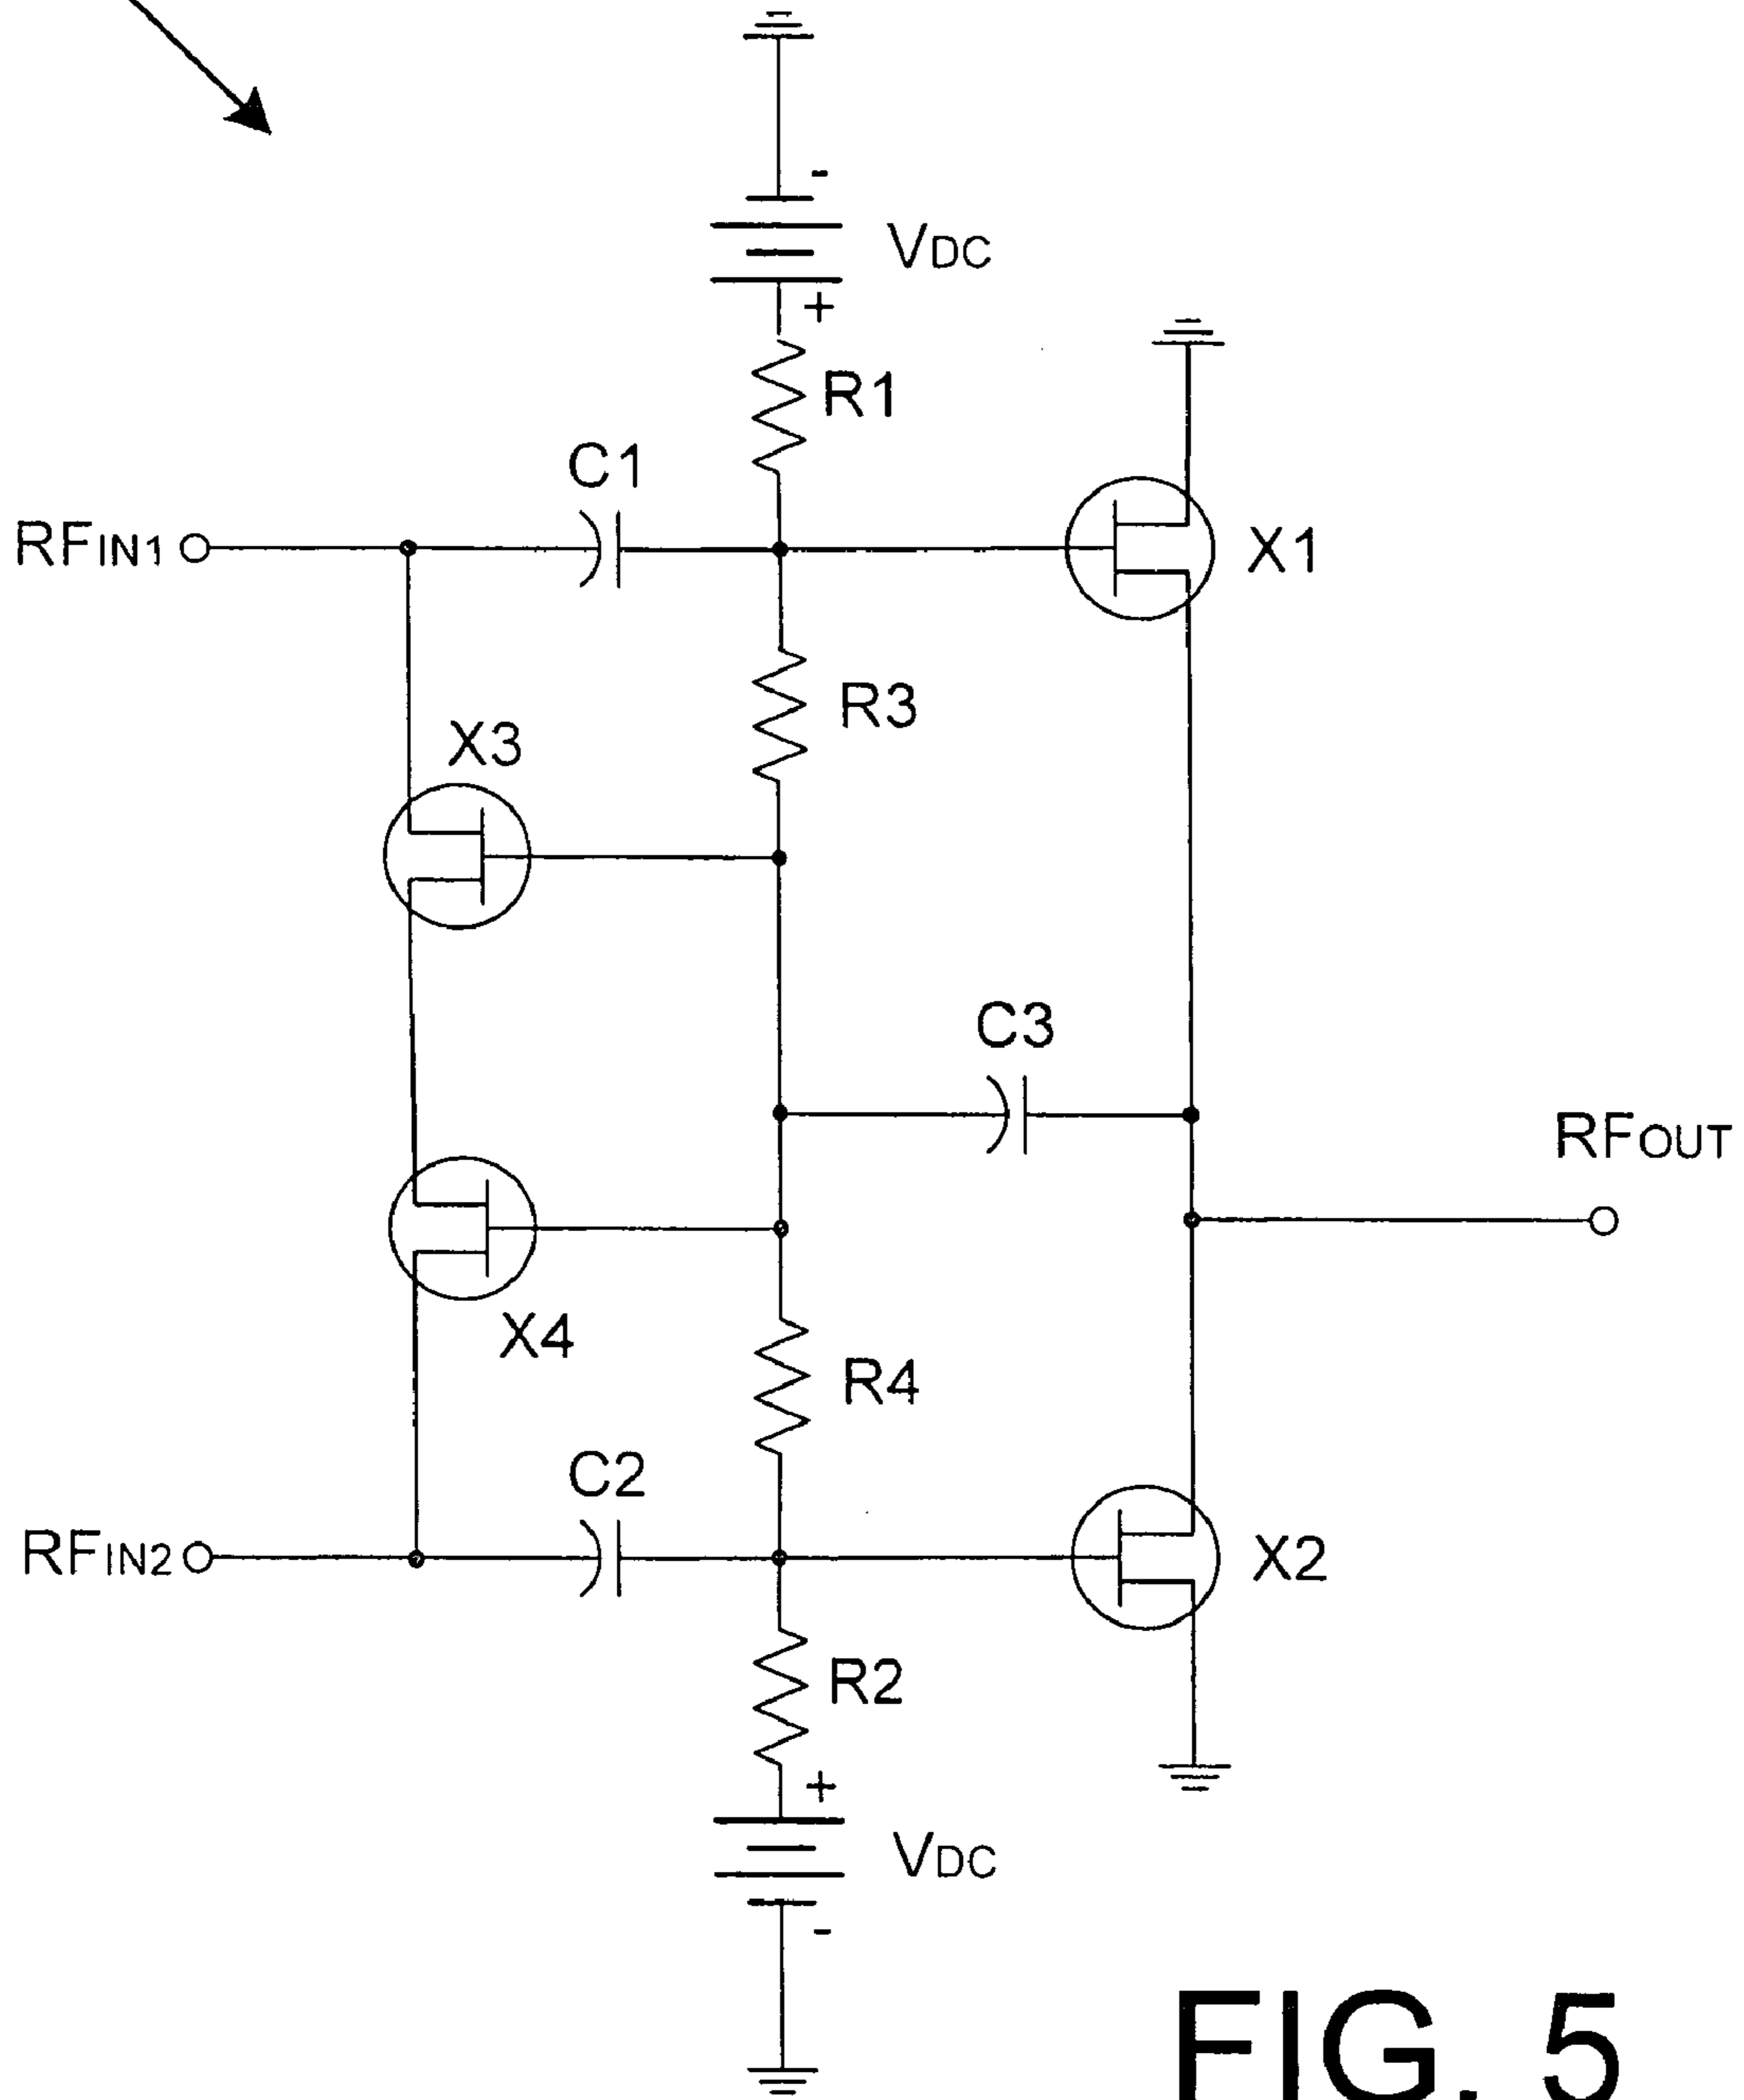 -
VDC
+
R1
C1
RFIN1
X1
R3
X3
C3
RFOUT
X4
R4
C2
RFIN2
X2
R2
+
VDC
-
FIG. 5